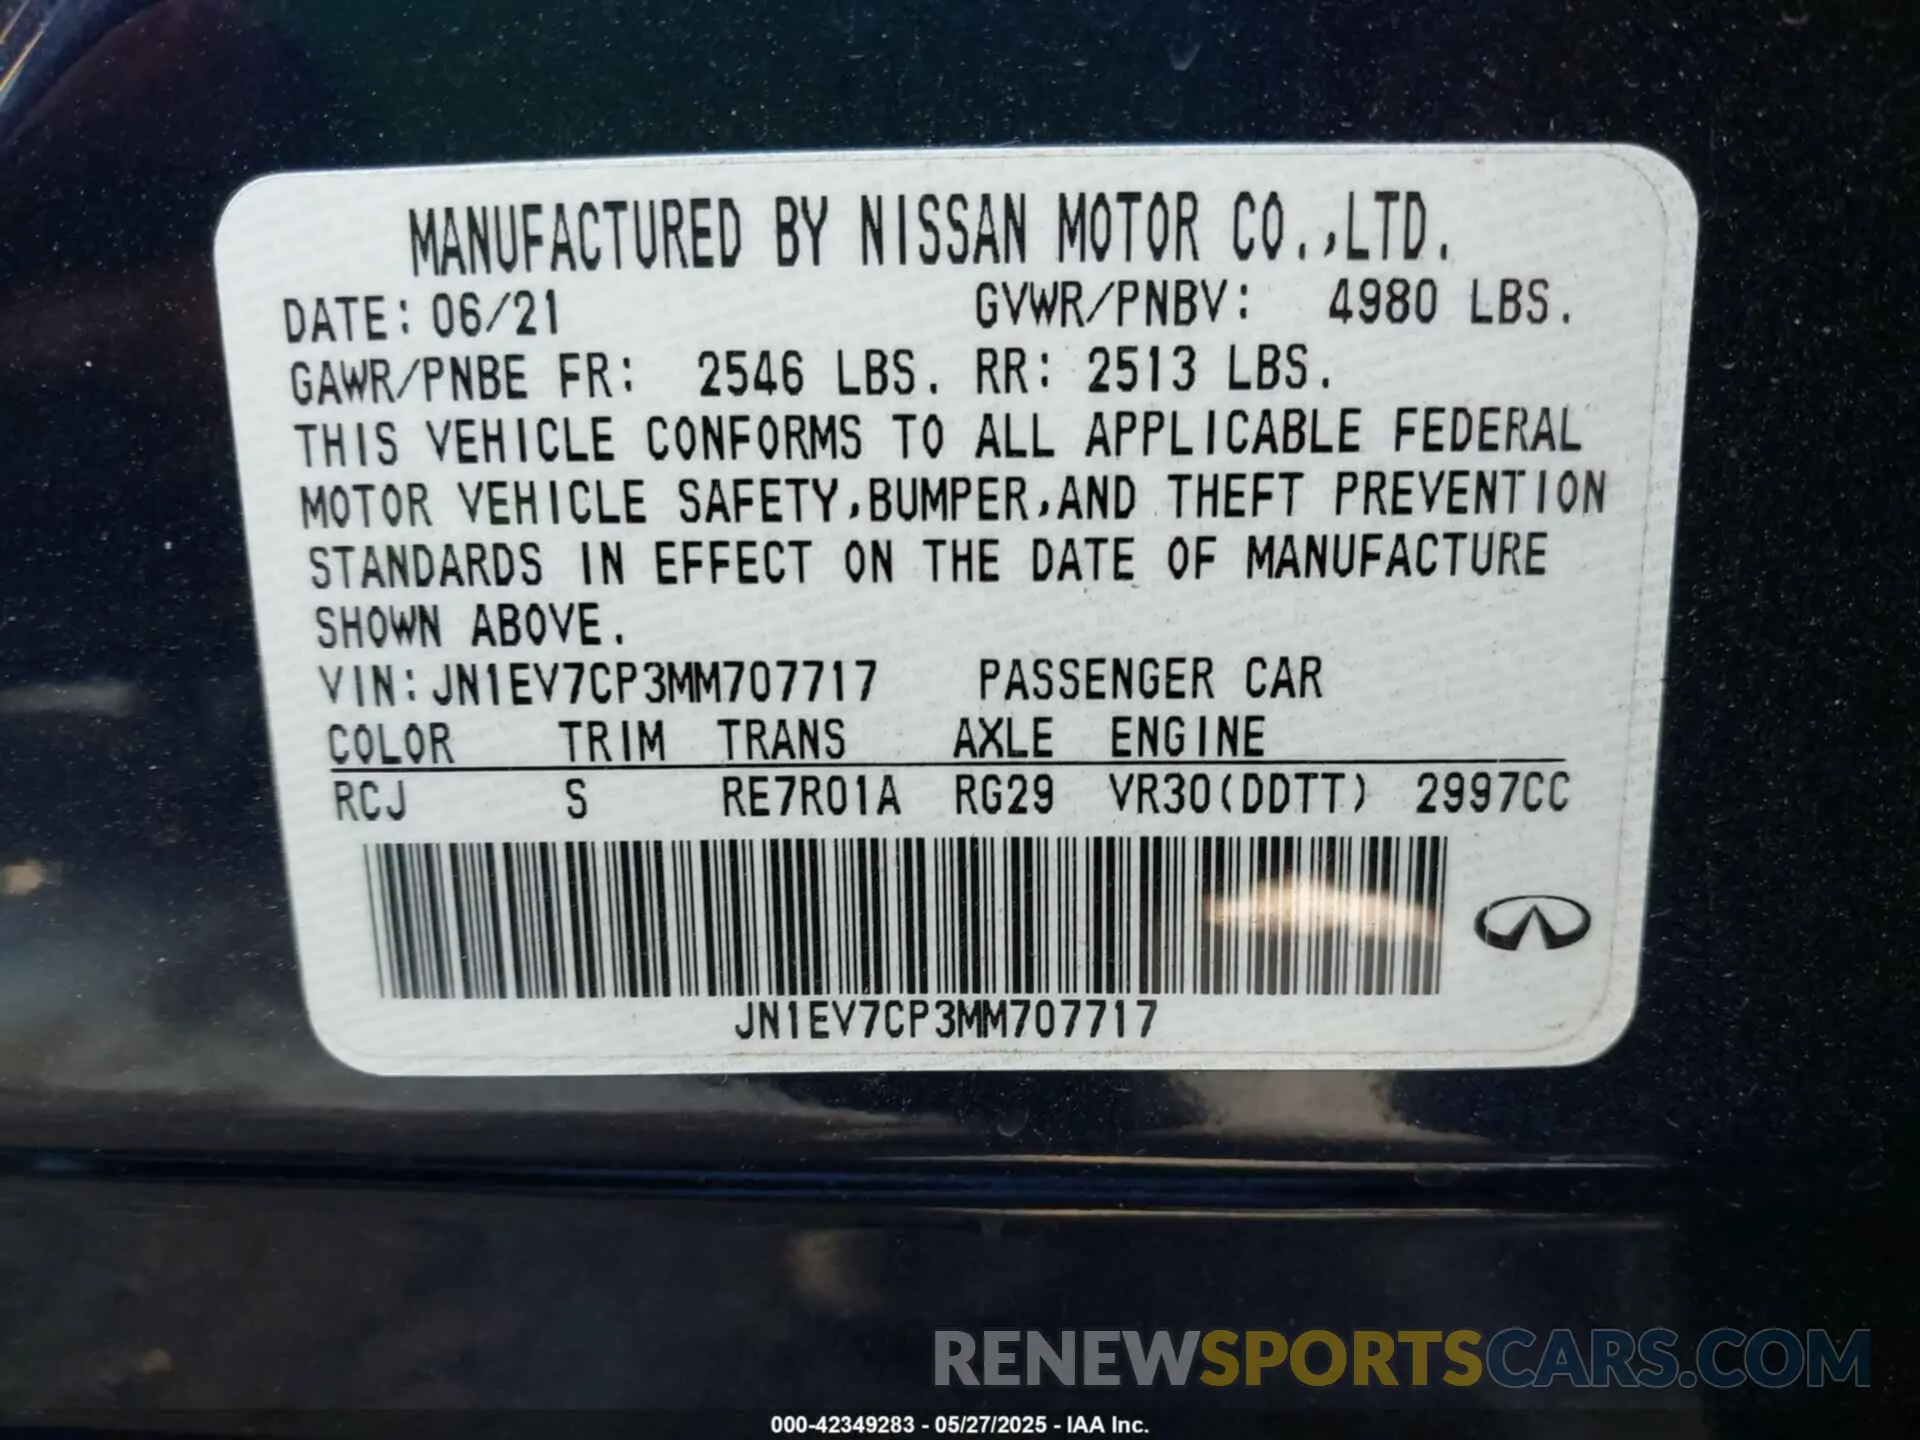 MANUFACTURED BY NISSAN MOTOR CO.,LTD.
DATE: 06/21 GVWR/PNBV: 4980 LBS.
GAWR/PNBE FR: 2546 LBS. RR: 2513 LBS.
THIS VEHICLE CONFORMS TO ALL APPLICABLE FEDERAL
MOTOR VEHICLE SAFETY,BUMPER,AND THEFT PREVENTION
STANDARDS IN EFFECT ON THE DATE OF MANUFACTURE
SHOWN ABOVE.
VIN: JN1EV7CP3MM707717 PASSENGER CAR
COLOR TRIM TRANS AXLE ENGINE
RCJ S RE7R01A RG29 VR30(DDTT) 2997CC
JN1EV7CP3MM707717
RENEWSPORTSCARS.COM
000-42349283 - 05/27/2025 - IAA Inc.